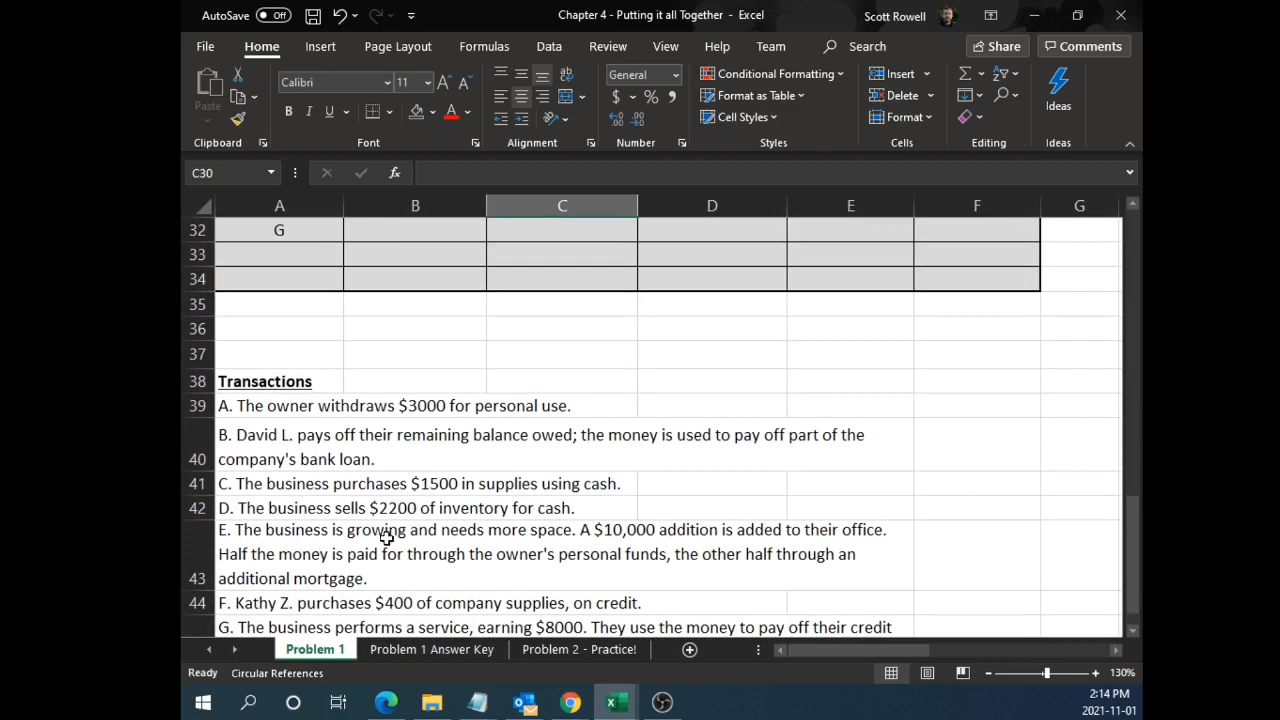 AutoSave Off Chapter 4 - Putting it all Together - Excel Scott Rowell
File Home Insert Page Layout Formulas Data Review View Help Team Search Share Comments
Paste Calibri 11 A A ab General Conditional Formatting Insert Ideas
B I U A $ % , Format as Table Delete
Cell Styles Format
Clipboard Font Alignment Number Styles Cells Editing Ideas
C30 fx
A B C D E F G
32 G
33
34
35
36
37
38 Transactions
39 A. The owner withdraws $3000 for personal use.
B. David L. pays off their remaining balance owed; the money is used to pay off part of the
40 company's bank loan.
41 C. The business purchases $1500 in supplies using cash.
42 D. The business sells $2200 of inventory for cash.
E. The business is growing and needs more space. A $10,000 addition is added to their office.
Half the money is paid for through the owner's personal funds, the other half through an
43 additional mortgage.
44 F. Kathy Z. purchases $400 of company supplies, on credit.
G. The business performs a service, earning $8000. They use the money to pay off their credit
Problem 1 Problem 1 Answer Key Problem 2 - Practice!
Ready Circular References 130%
2:14 PM
2021-11-01